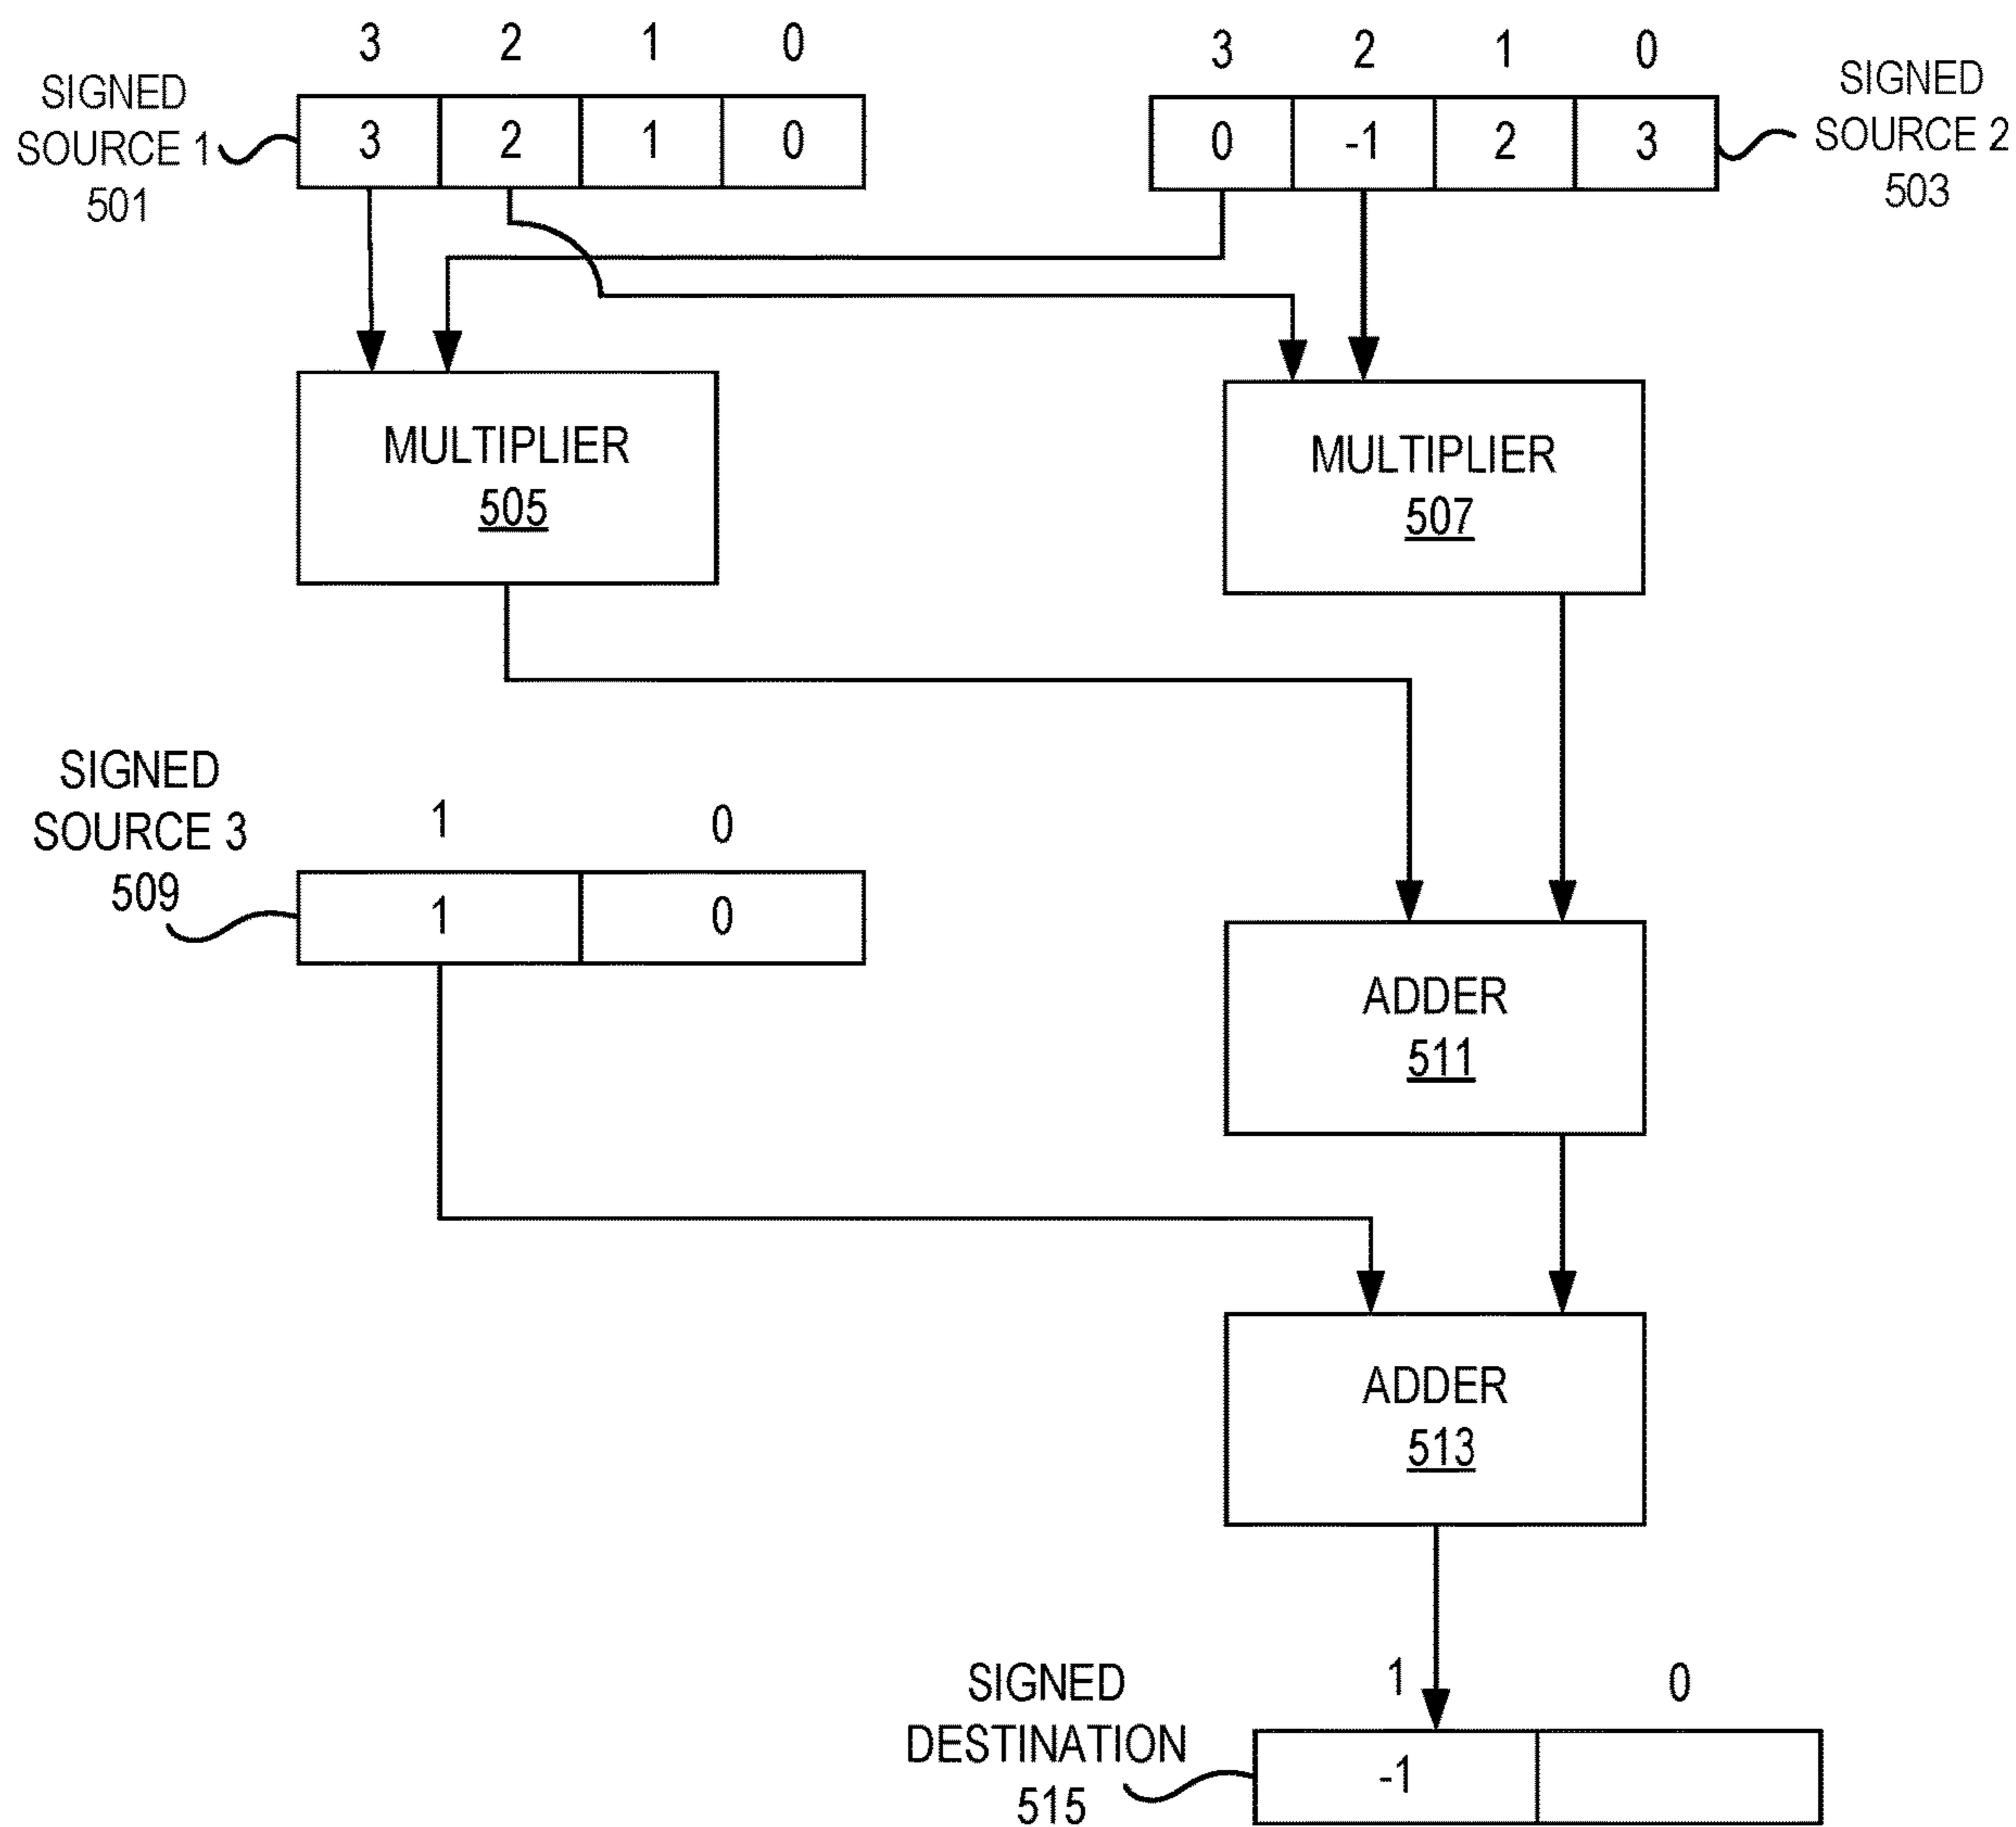 3 2 1 0
3 2 1 0
SIGNED
SOURCE 1
501
3 2 1 0
0 -1 2 3
SIGNED
SOURCE 2
503
MULTIPLIER
505
MULTIPLIER
507
SIGNED
SOURCE 3
509
1 0
1 0
ADDER
511
ADDER
513
SIGNED
DESTINATION
515
1 0
-1